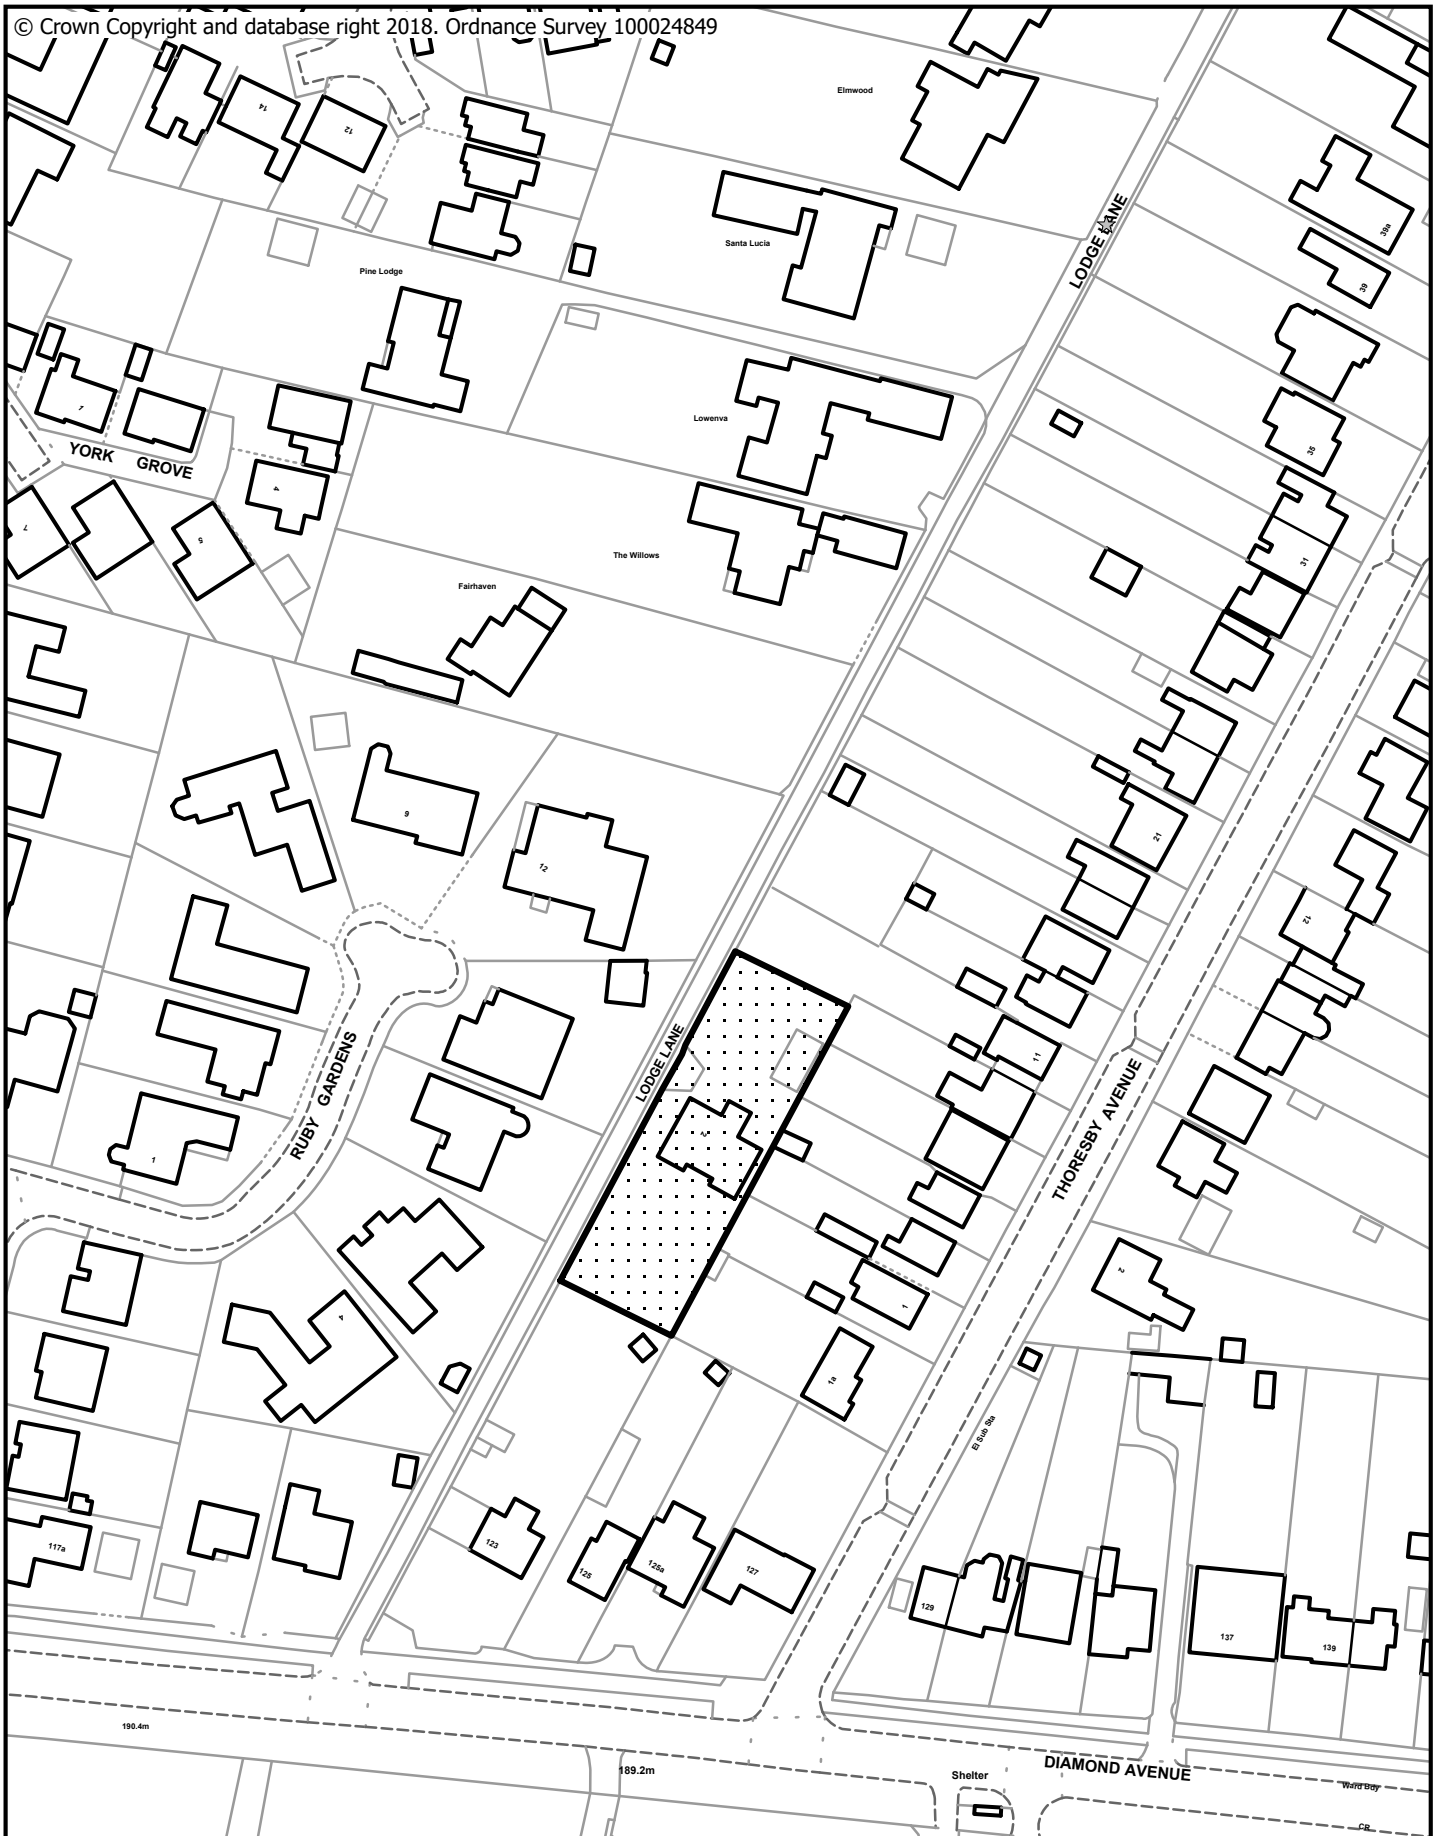 © Crown Copyright and database right 2018. Ordnance Survey 100024849
Elmwood
14
12
LODGE LANE
39a
Santa Lucia
Pine Lodge
39
1
Lowenva
35
YORK GROVE
4
7
5
The Willows
31
Fairhaven
9
21
12
12
LODGE LANE
11
RUBY GARDENS
THORESBY AVENUE
2
1
2
1
4
1a
El Sub Sta
123
117a
125
125a
127
129
137
139
190.4m
189.2m
Shelter
DIAMOND AVENUE
Ward Bdy
CR